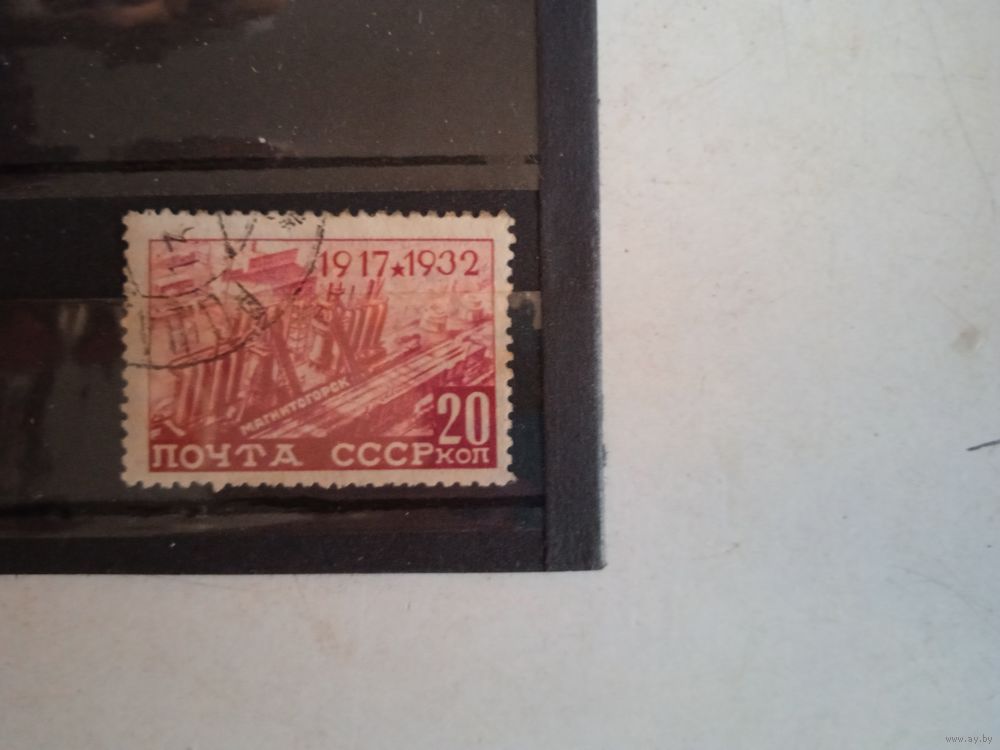 1917★1932
МАГНИТОГОРСК
20
ПОЧТА СССР КОП
www.ay.by